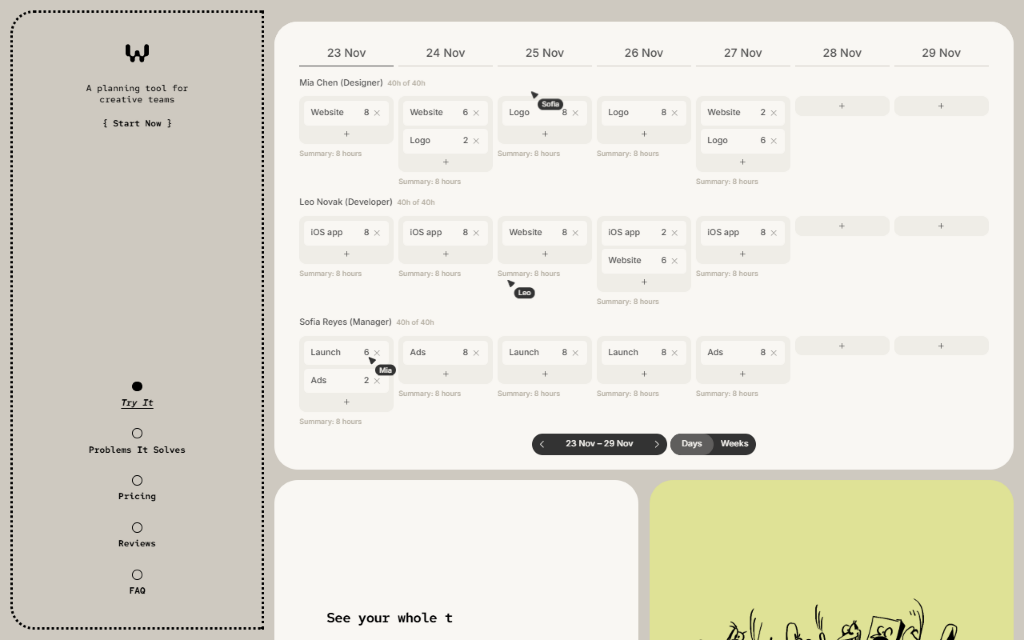 W
A planning tool for
creative teams
{ Start Now }
Try It
Problems It Solves
Pricing
Reviews
FAQ
23 Nov 24 Nov 25 Nov 26 Nov 27 Nov 28 Nov 29 Nov
Mia Chen (Designer) 40h of 40h
Website 8 × Website 6 × Logo 8 × Logo 8 × Website 2 × + +
Sofia
+ Logo 2 × + + Logo 6 ×
Summary: 8 hours + Summary: 8 hours Summary: 8 hours +
Summary: 8 hours Summary: 8 hours
Leo Novak (Developer) 40h of 40h
iOS app 8 × iOS app 8 × Website 8 × iOS app 2 × iOS app 8 × + +
+ + + Website 6 × +
Summary: 8 hours Summary: 8 hours Summary: 8 hours + Summary: 8 hours
Leo
Summary: 8 hours
Sofia Reyes (Manager) 40h of 40h
Launch 6 × Ads 8 × Launch 8 × Launch 8 × Ads 8 × + +
Mia
Ads 2 × + + + +
+ Summary: 8 hours Summary: 8 hours Summary: 8 hours Summary: 8 hours
Summary: 8 hours
< 23 Nov – 29 Nov > Days Weeks
See your whole t